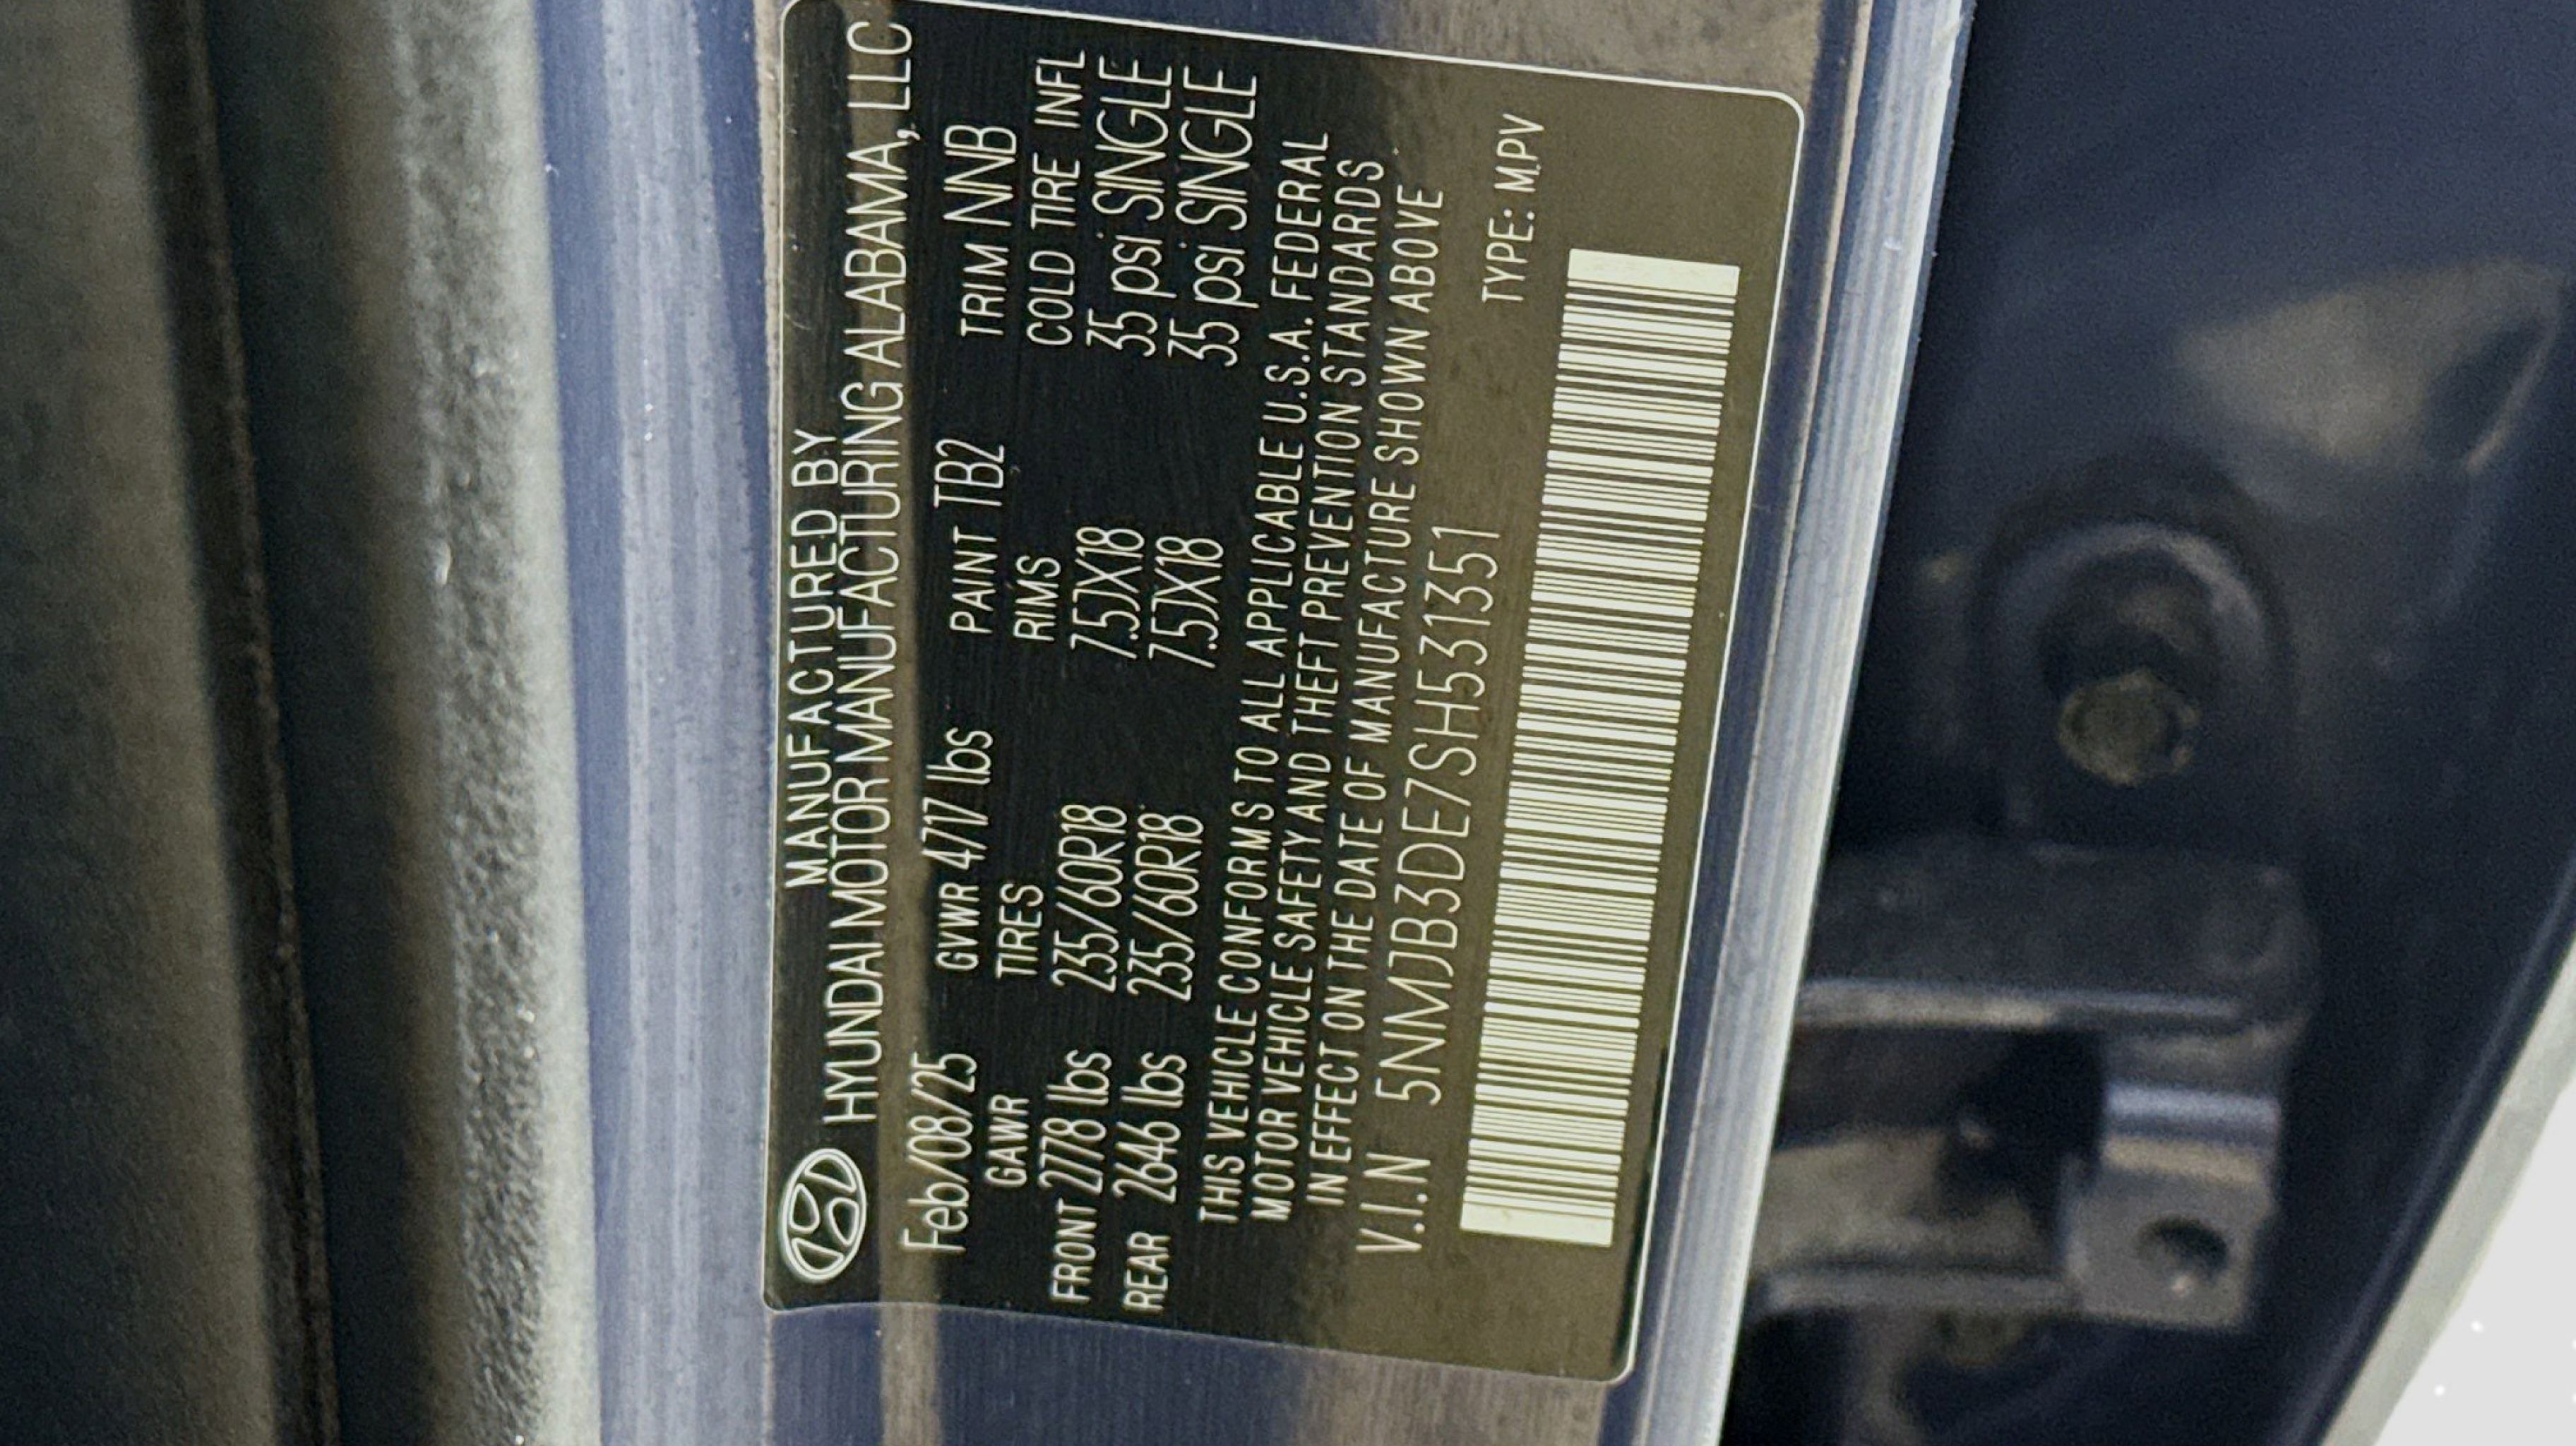 MANUFACTURED BY
HYUNDAI MOTOR MANUFACTURING ALABAMA, LLC
Feb/08/25 GVWR 4717 lbs PAINT TB2 TRIM NNB
GAWR TIRES RIMS COLD TIRE INFL
FRONT 2778 lbs 235/60R18 7.5JX18 35 psi SINGLE
REAR 2646 lbs 235/60R18 7.5JX18 35 psi SINGLE
THIS VEHICLE CONFORMS TO ALL APPLICABLE U.S.A. FEDERAL
MOTOR VEHICLE SAFETY AND THEFT PREVENTION STANDARDS
IN EFFECT ON THE DATE OF MANUFACTURE SHOWN ABOVE
V.I.N 5NMJB3DE7SH531351
TYPE: M.PV